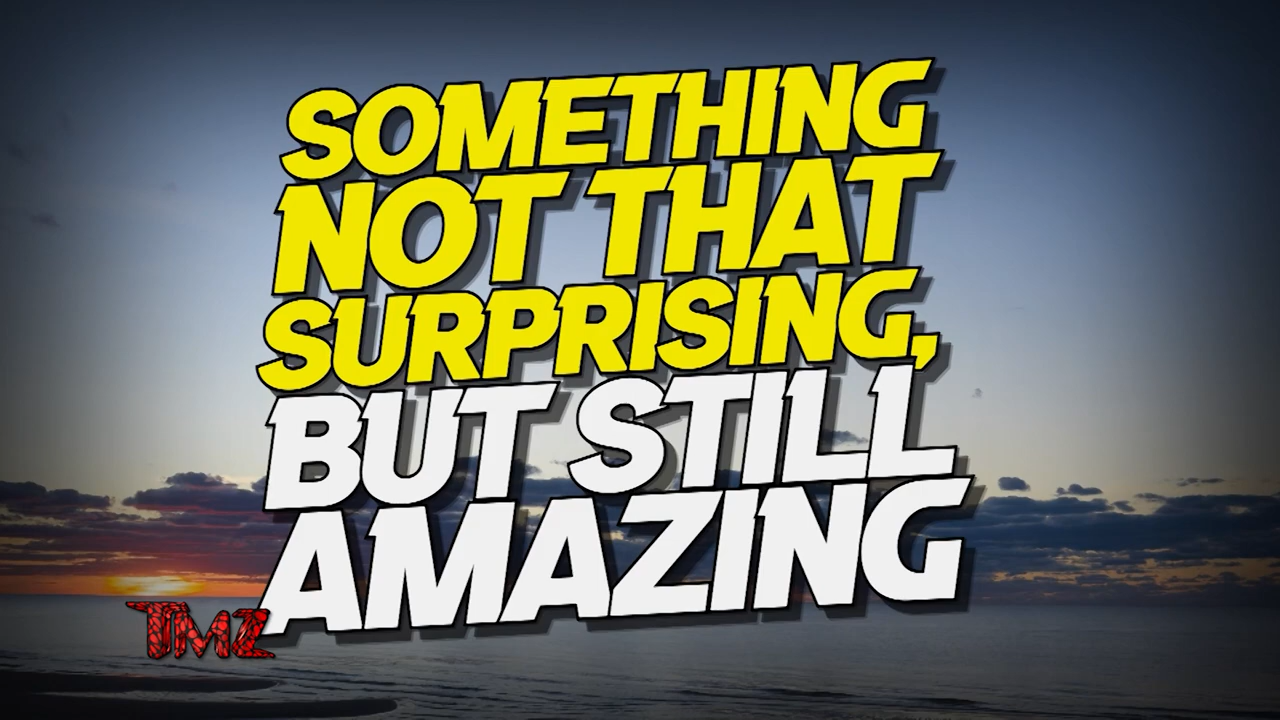 SOMETHING
NOT THAT
SURPRISING,
BUT STILL
AMAZING
TMZ